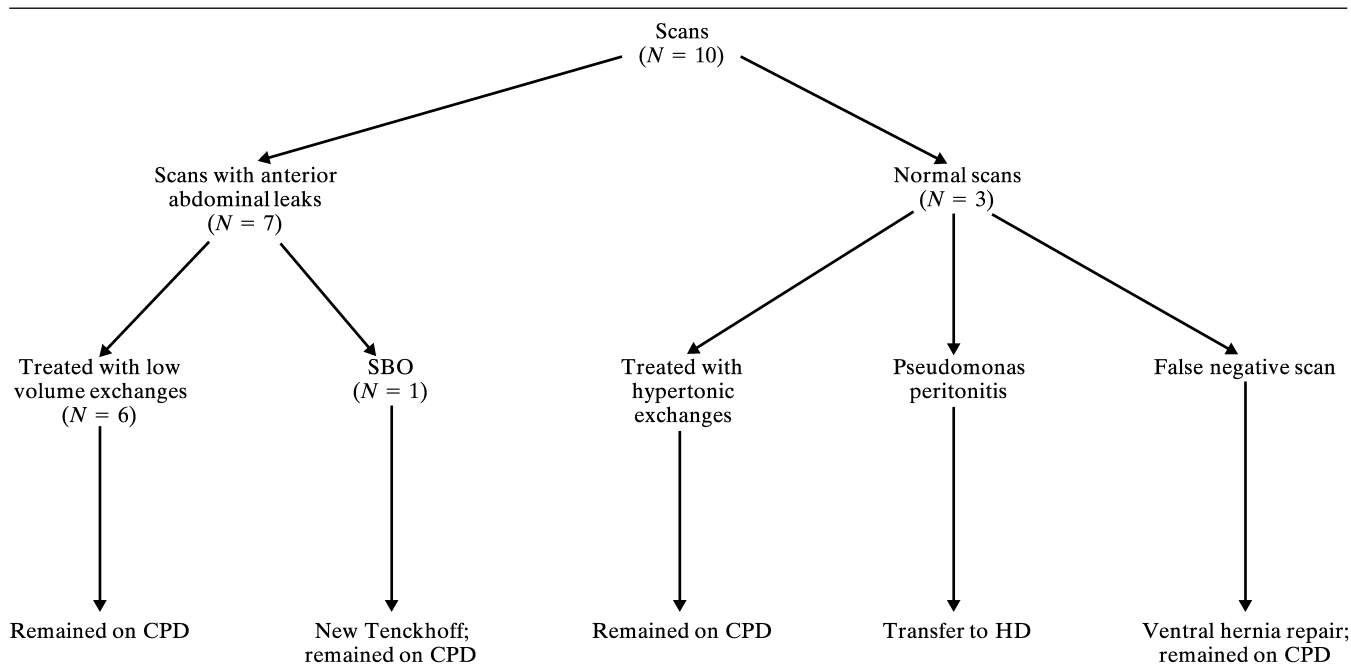 Scans
(N = 10)
Scans with anterior
abdominal leaks
(N = 7)
Normal scans
(N = 3)
Treated with low
volume exchanges
(N = 6)
SBO
(N = 1)
Treated with
hypertonic
exchanges
Pseudomonas
peritonitis
False negative scan
Remained on CPD
New Tenckhoff;
remained on CPD
Remained on CPD
Transfer to HD
Ventral hernia repair;
remained on CPD